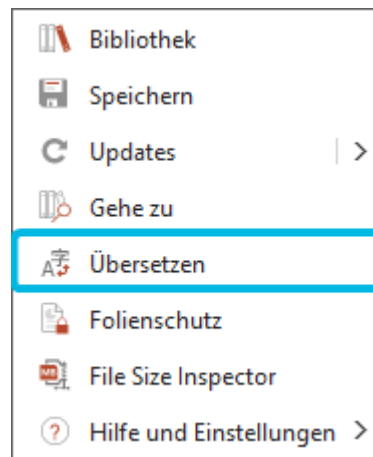 Bibliothek
Speichern
Updates
Gehe zu
Übersetzen
Folienschutz
File Size Inspector
Hilfe und Einstellungen